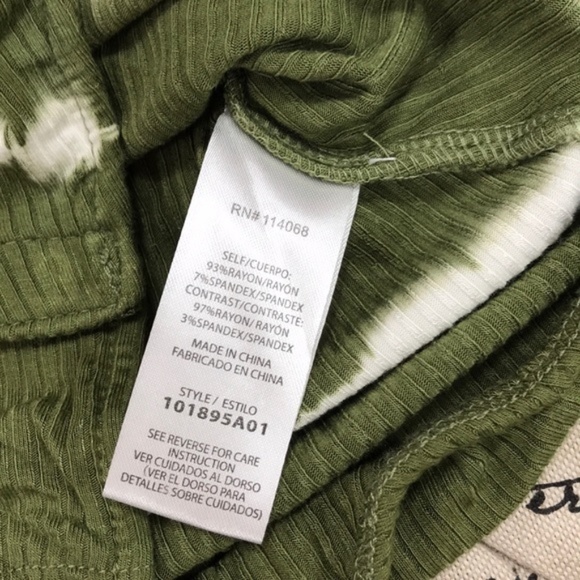 RN# 114068
SELF/CUERPO:
93%RAYON/RAYÓN
7%SPANDEX/SPANDEX
CONTRAST/CONTRASTE:
97%RAYON/RAYÓN
3%SPANDEX/SPANDEX
MADE IN CHINA
FABRICADO EN CHINA
STYLE/ ESTILO
101895A01
SEE REVERSE FOR CARE
INSTRUCTION
VER CUIDADOS AL DORSO
(VER EL DORSO PARA
DETALLES SOBRE CUIDADOS)